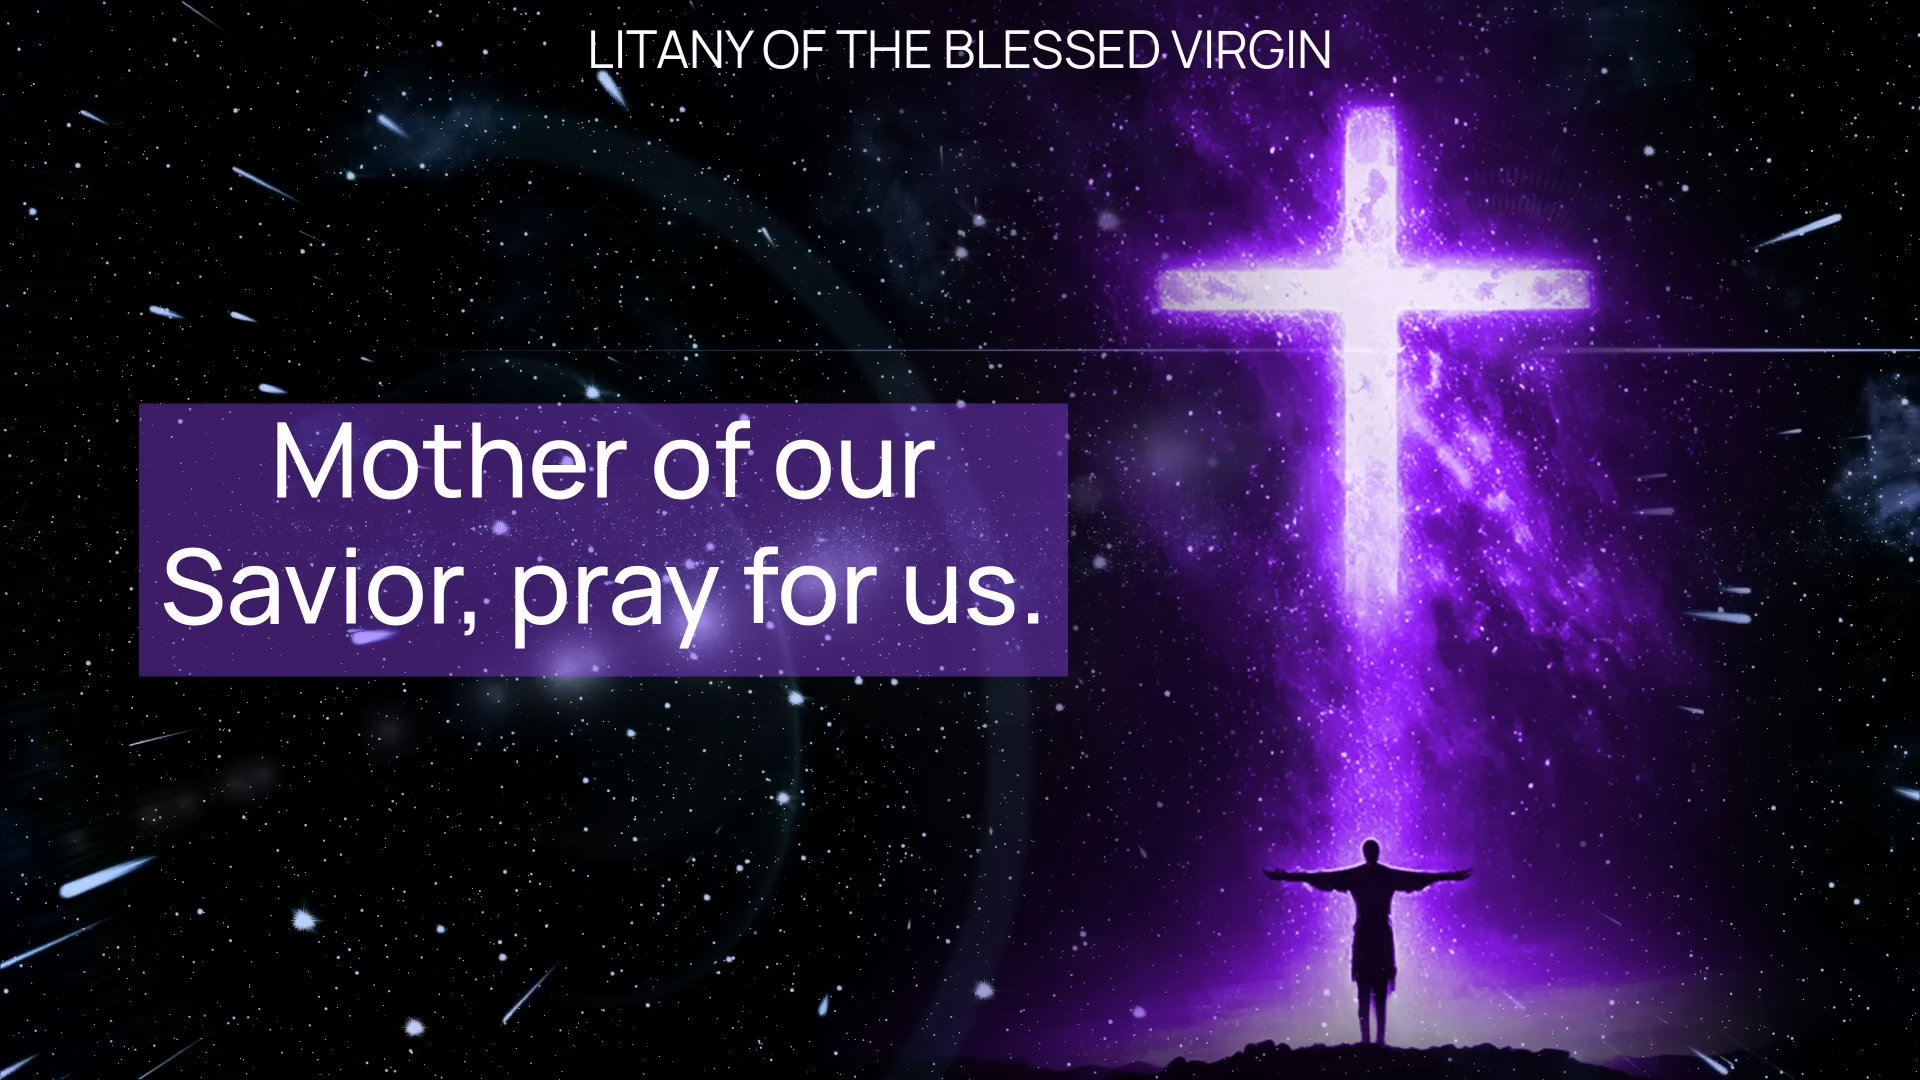 LITANY OF THE BLESSED VIRGIN
Mother of our
Savior, pray for us.